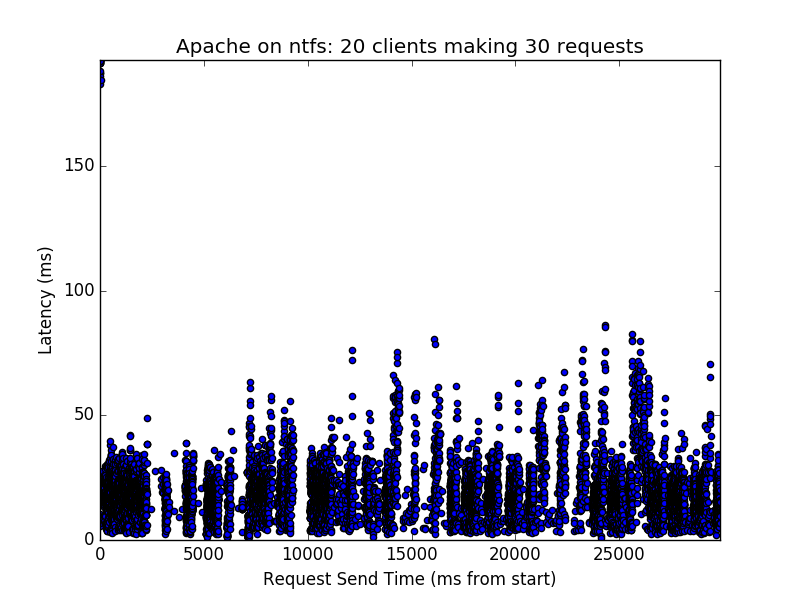 Apache on ntfs: 20 clients making 30 requests
150
100
50
0
0 5000 10000 15000 20000 25000
Latency (ms)
Request Send Time (ms from start)